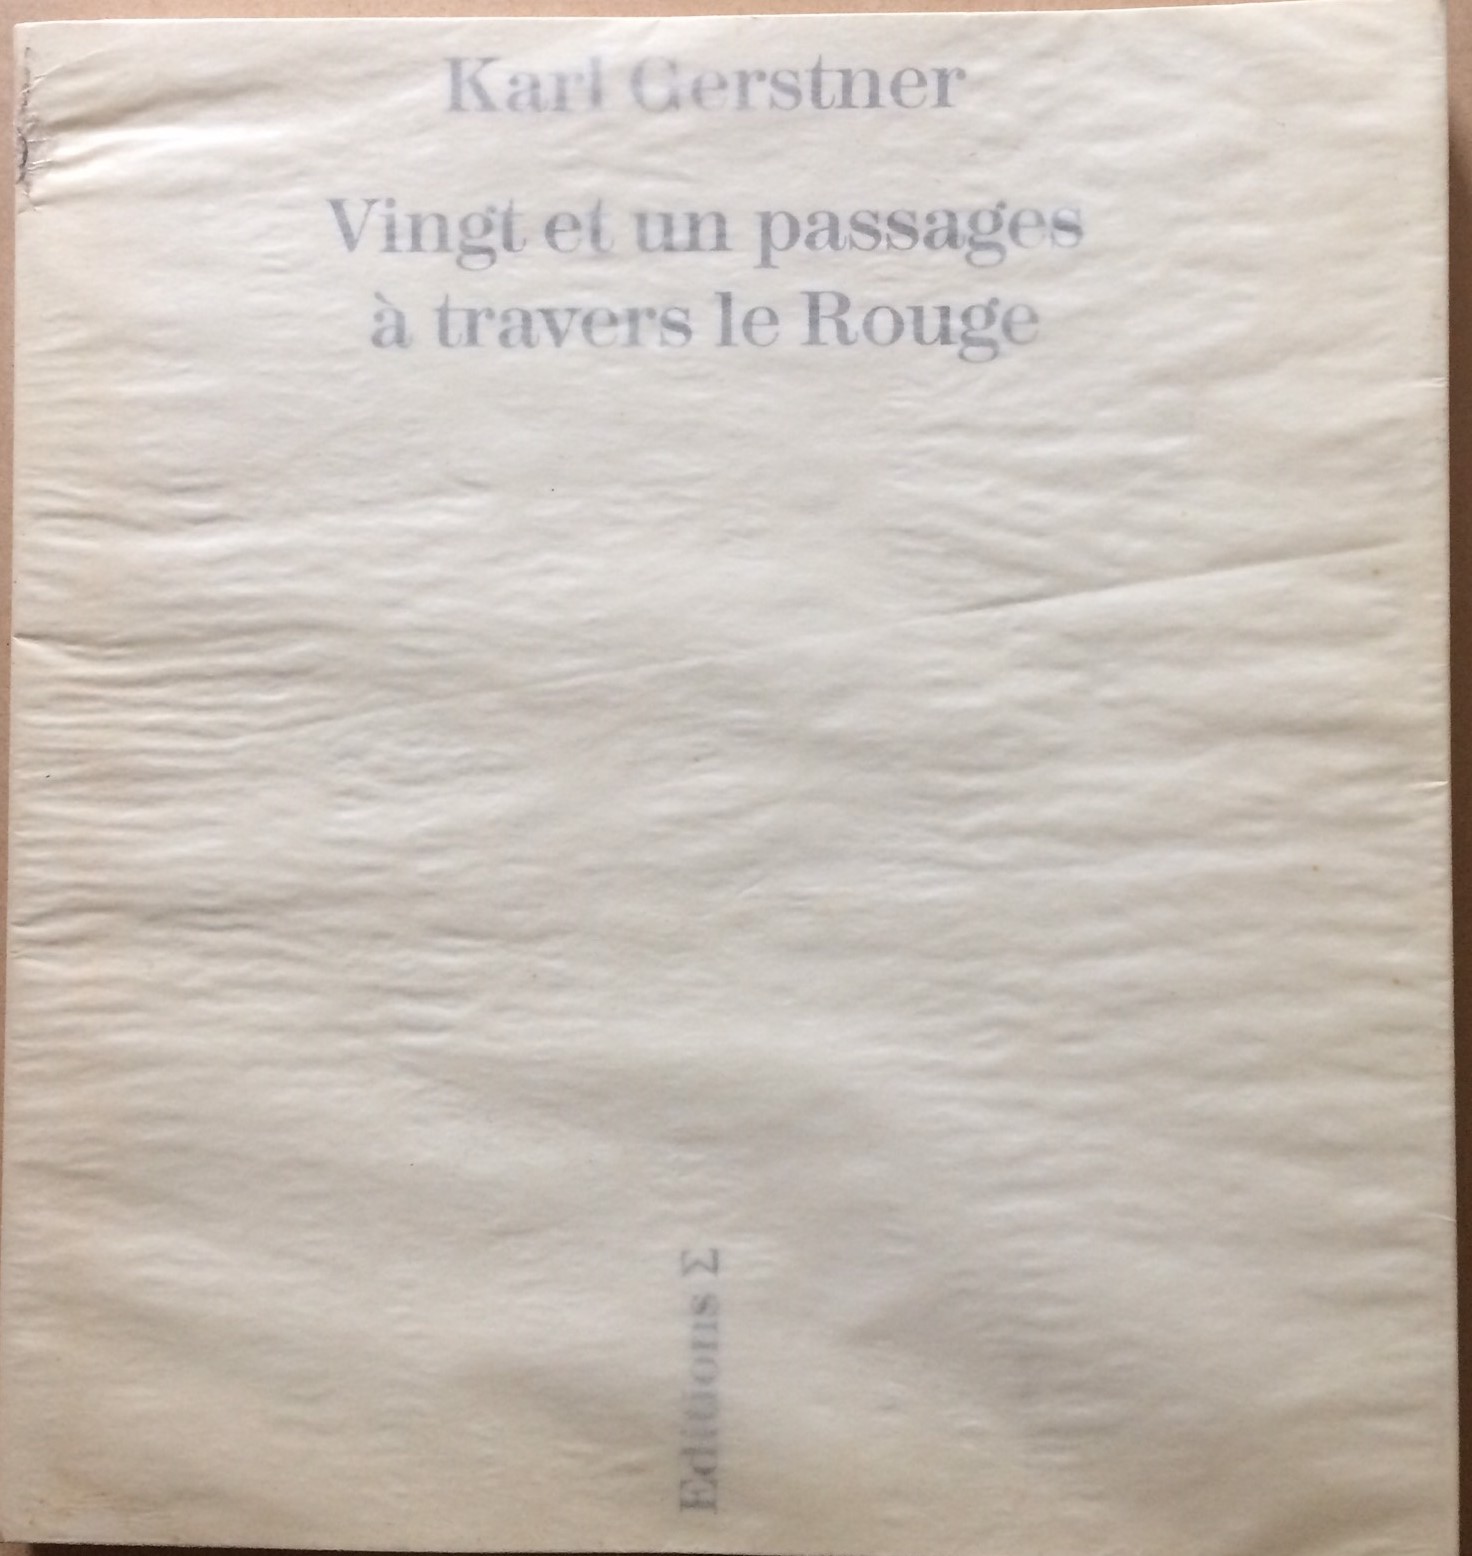 Karl Gerstner
Vingt et un passages
à travers le Rouge
Editions Σ